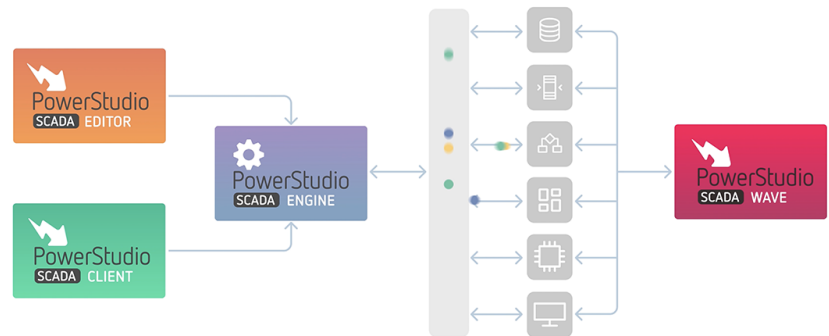 PowerStudio
SCADA EDITOR
PowerStudio
SCADA ENGINE
PowerStudio
SCADA CLIENT
PowerStudio
SCADA WAVE